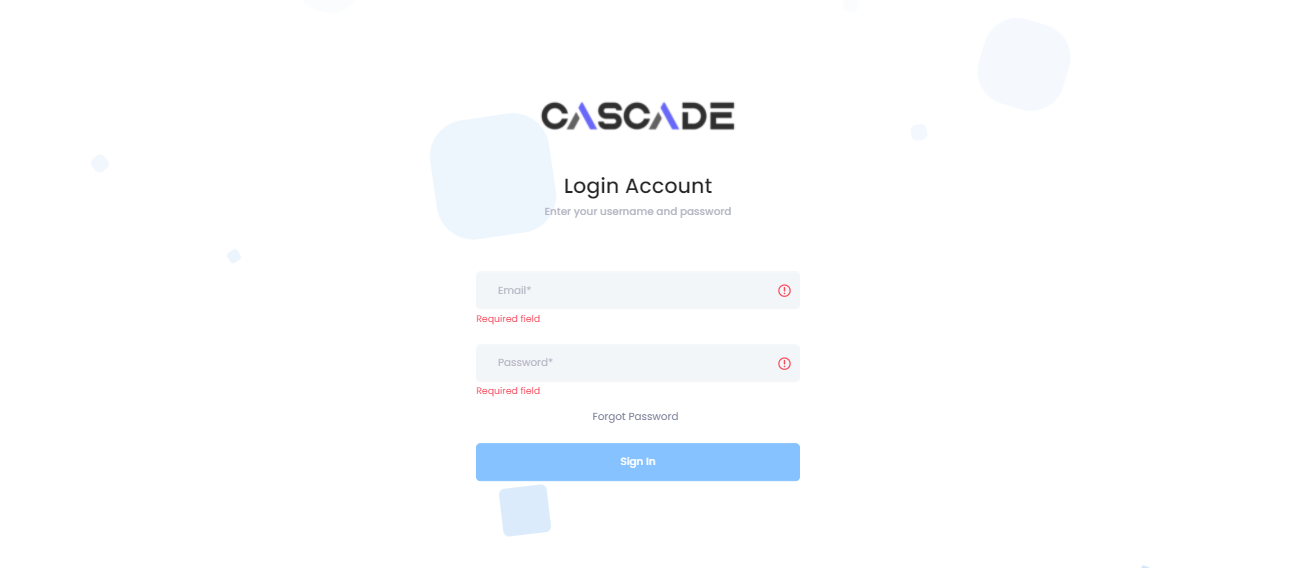 CASCADE
Login Account
Enter your username and password
Email*
Required field
Password*
Required field
Forgot Password
Sign In